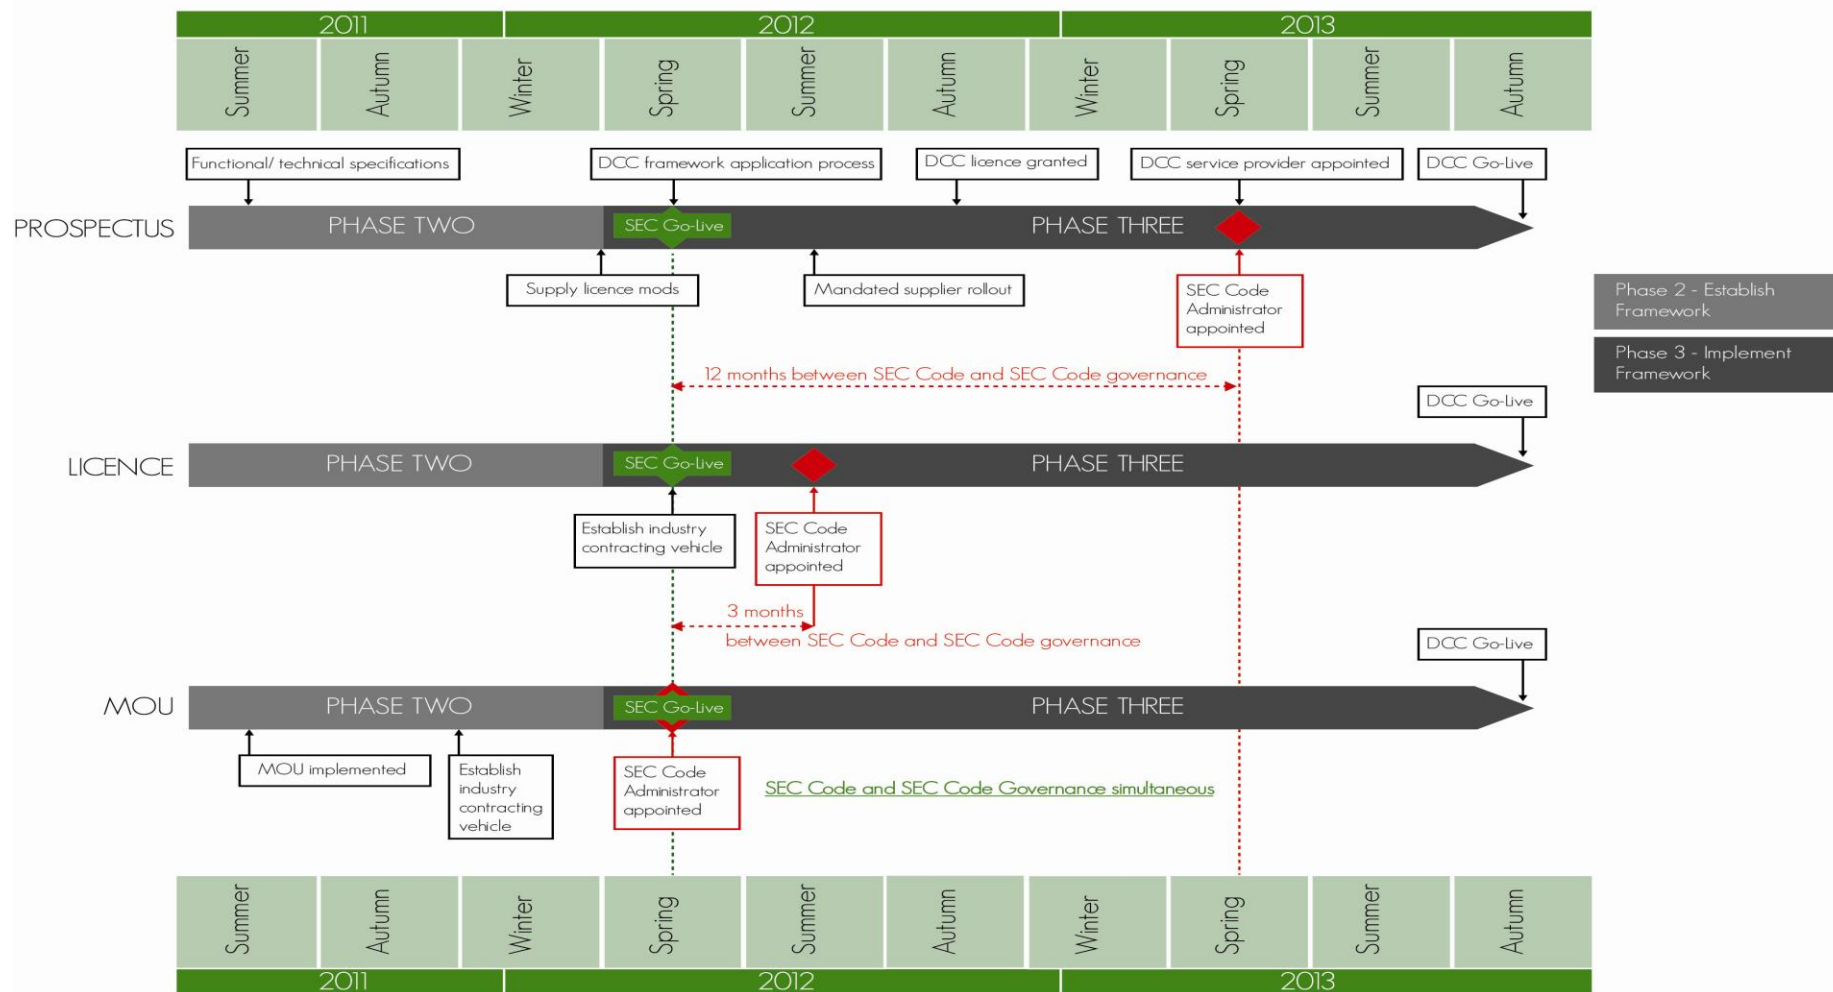 2011
2012
2013
Summer
Autumn
Winter
Spring
Summer
Autumn
Winter
Spring
Summer
Autumn
Functional/ technical specifications
DCC framework application process
DCC licence granted
DCC service provider appointed
DCC Go-Live
PROSPECTUS
PHASE TWO
SEC Go-Live
PHASE THREE
Supply licence mods
Mandated supplier rollout
SEC Code
Administrator
appointed
Phase 2 - Establish
Framework
Phase 3 - Implement
Framework
12 months between SEC Code and SEC Code governance
DCC Go-Live
LICENCE
PHASE TWO
SEC Go-Live
PHASE THREE
Establish industry
contracting vehicle
SEC Code
Administrator
appointed
3 months
between SEC Code and SEC Code governance
DCC Go-Live
MOU
PHASE TWO
SEC Go-Live
PHASE THREE
MOU implemented
Establish
industry
contracting
vehicle
SEC Code
Administrator
appointed
SEC Code and SEC Code Governance simultaneous
Summer
Autumn
Winter
Spring
Summer
Autumn
Winter
Spring
Summer
Autumn
2011
2012
2013